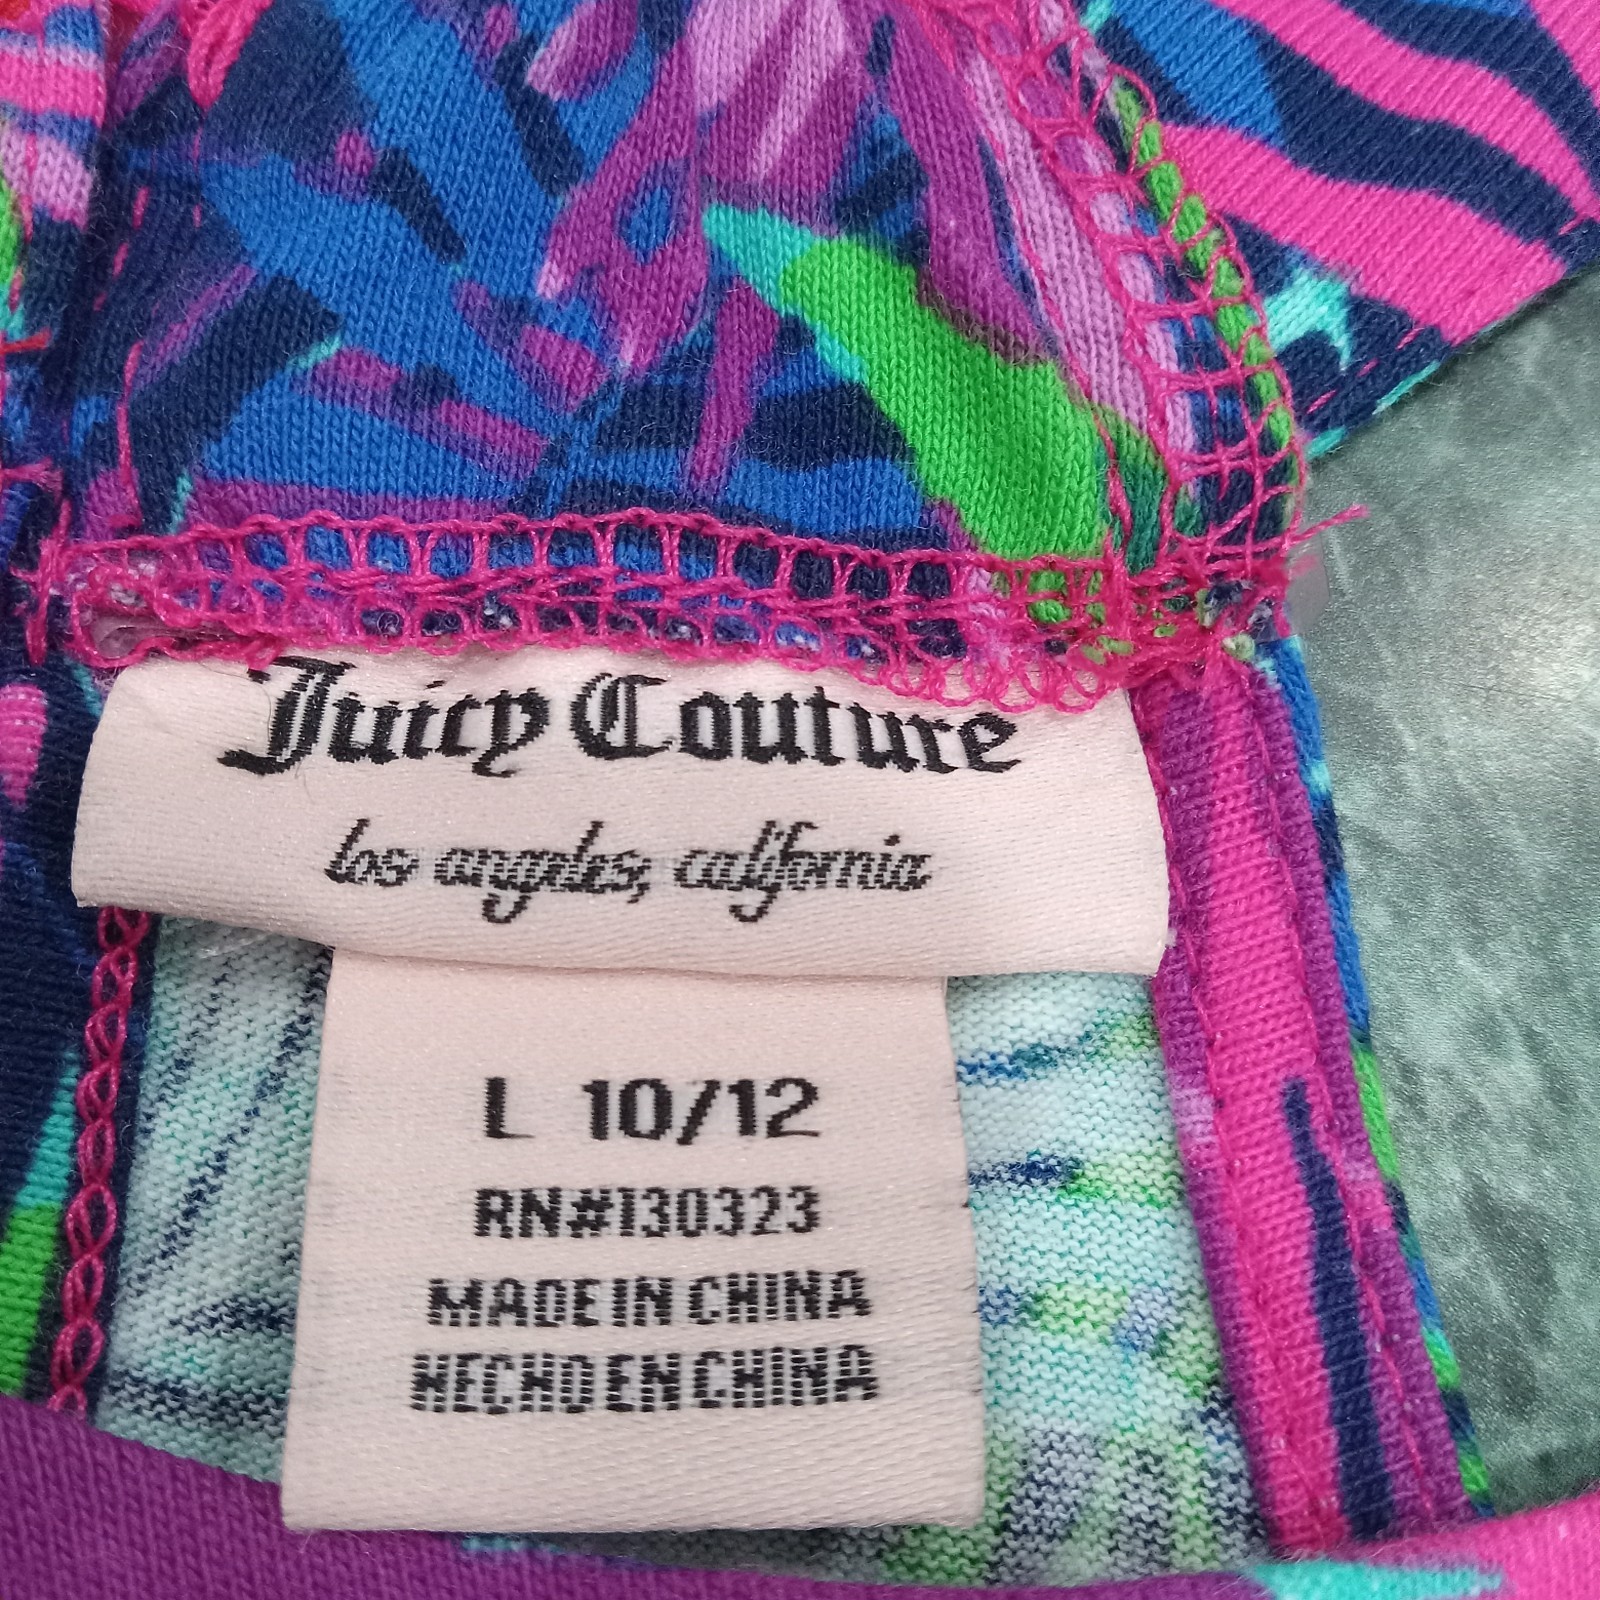 Juicy Couture
los angeles, california
L 10/12
RN#130323
MADE IN CHINA
HECHO EN CHINA